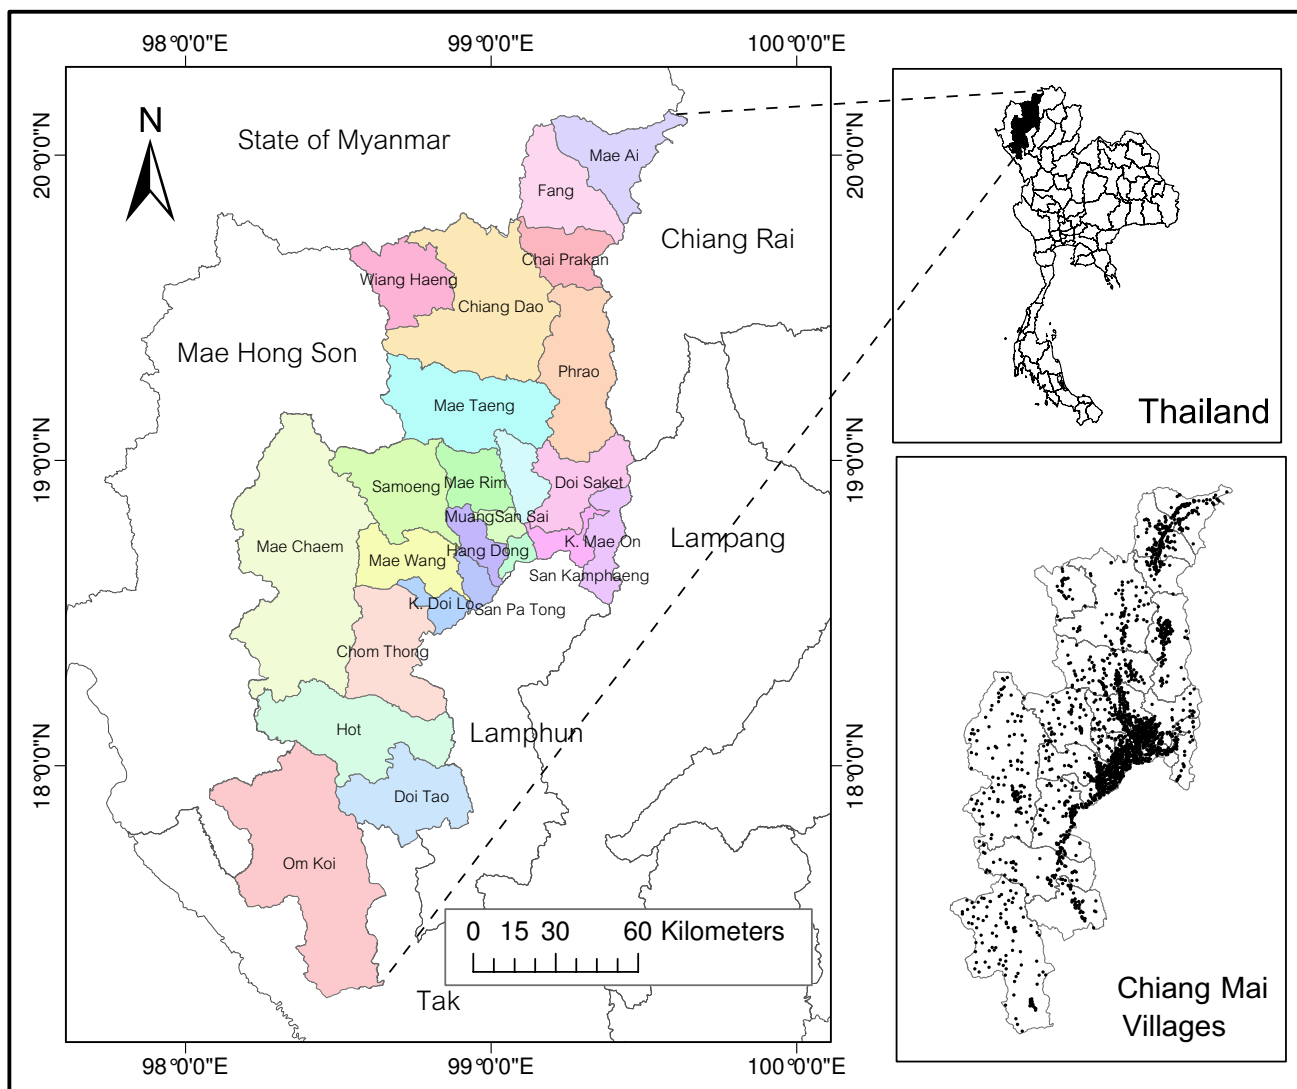 98°0'0"E 99°0'0"E 100°0'0"E
N
State of Myanmar
20°0'0"N
20°0'0"N
Mae Ai
Fang
Chiang Rai
Chai Prakan
Wiang Haeng
Chiang Dao
Mae Hong Son
Phrao
Mae Taeng
19°0'0"N
19°0'0"N
Samoeng
Mae Rim
Doi Saket
Muang
San Sai
Mae Chaem
Mae Wang
Hang Dong
K. Mae On
Lampang
San Kamphaeng
K. Doi Lo
San Pa Tong
Chom Thong
Hot
Lamphun
18°0'0"N
18°0'0"N
Doi Tao
Om Koi
0 15 30 60 Kilometers
Tak
98°0'0"E 99°0'0"E 100°0'0"E
Thailand
Chiang Mai
Villages